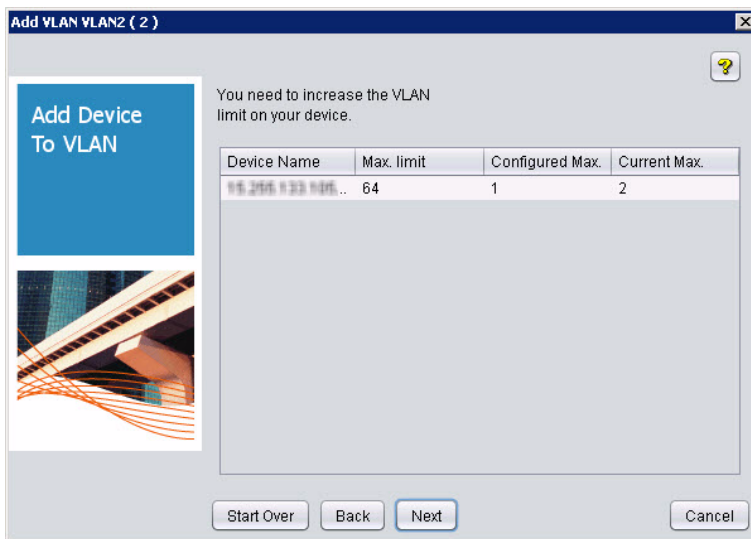 Add VLAN VLAN2 ( 2 )
Add Device
To VLAN
You need to increase the VLAN
limit on your device.
Device Name Max. limit Configured Max. Current Max.
64 1 2
Start Over Back Next Cancel